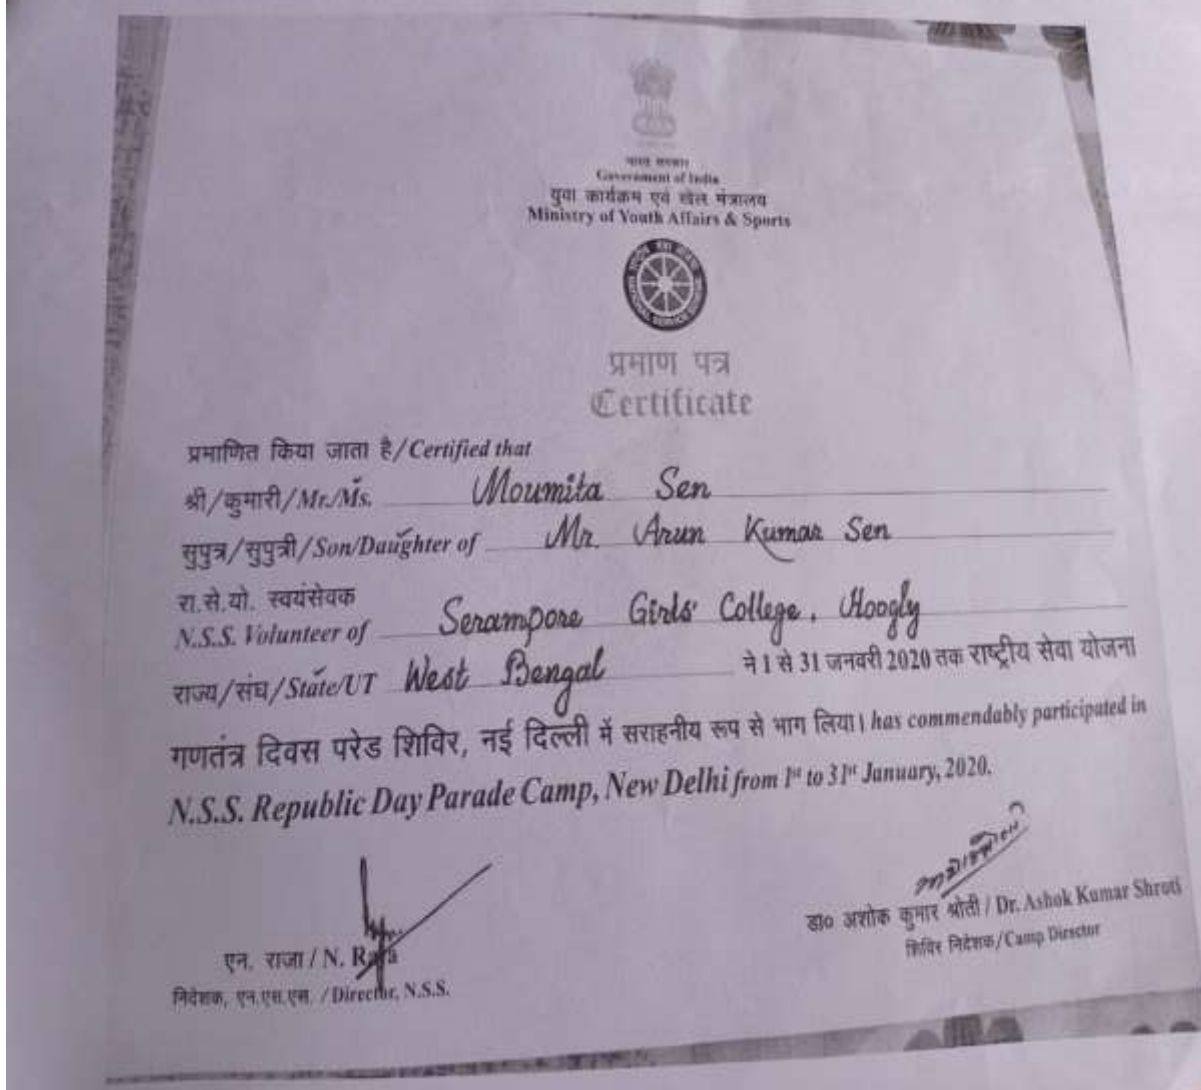 भारत सरकार
Government of India
युवा कार्यक्रम एवं खेल मंत्रालय
Ministry of Youth Affairs & Sports
प्रमाण पत्र
Certificate
प्रमाणित किया जाता है/Certified that
श्री/कुमारी/Mr./Ms. Moumita Sen
सुपुत्र/सुपुत्री/Son/Daughter of Mr. Arun Kumar Sen
रा.से.यो. स्वयंसेवक
N.S.S. Volunteer of Serampore Girls' College, Hoogly
राज्य/संघ/State/UT West Bengal ने 1 से 31 जनवरी 2020 तक राष्ट्रीय सेवा योजना
गणतंत्र दिवस परेड शिविर, नई दिल्ली में सराहनीय रूप से भाग लिया। has commendably participated in
N.S.S. Republic Day Parade Camp, New Delhi from 1st to 31st January, 2020.
एन. राजा / N. Raja
निदेशक, एन.एस.एस. / Director, N.S.S.
डा० अशोक कुमार श्रोती / Dr. Ashok Kumar Shroti
शिविर निदेशक/Camp Director